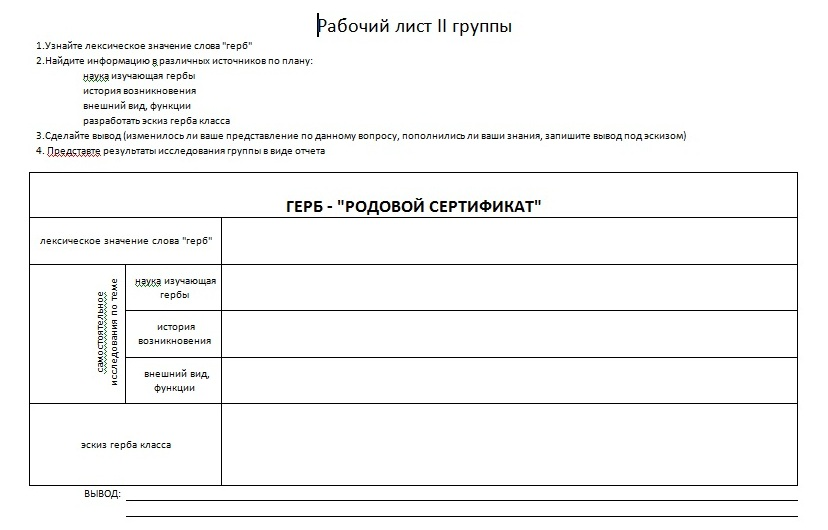 Рабочий лист II группы
1.Узнайте лексическое значение слова "герб"
2.Найдите информацию в различных источников по плану:
наука изучающая гербы
история возникновения
внешний вид, функции
разработать эскиз герба класса
3.Сделайте вывод (изменилось ли ваше представление по данному вопросу, пополнились ли ваши знания, запишите вывод под эскизом)
4. Представте результаты исследования группы в виде отчета
ГЕРБ - "РОДОВОЙ СЕРТИФИКАТ"
лексическое значение слова "герб"
самостоятельное
исследования по теме
наука изучающая
гербы
история
возникновения
внешний вид,
функции
эскиз герба класса
ВЫВОД: